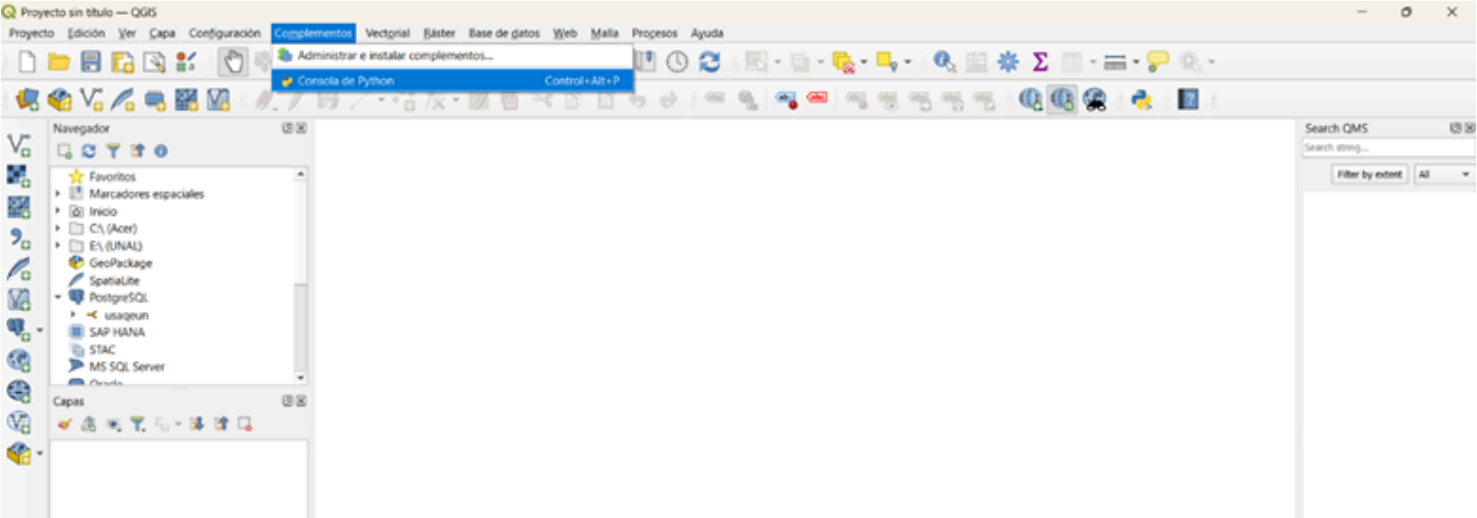 Proyecto sin título — QGIS
Proyecto Edición Ver Capa Configuración Complementos Vectorial Ráster Base de datos Web Malla Procesos Ayuda
Administrar e instalar complementos...
Consola de Python Control+Alt+P
Navegador
Favoritos
Marcadores espaciales
Inicio
C:\ (Acer)
E:\ (UNAL)
GeoPackage
SpatiaLite
PostgreSQL
usaqeun
SAP HANA
STAC
MS SQL Server
Oracle
Capas
Search QMS
Search string...
Filter by extent All